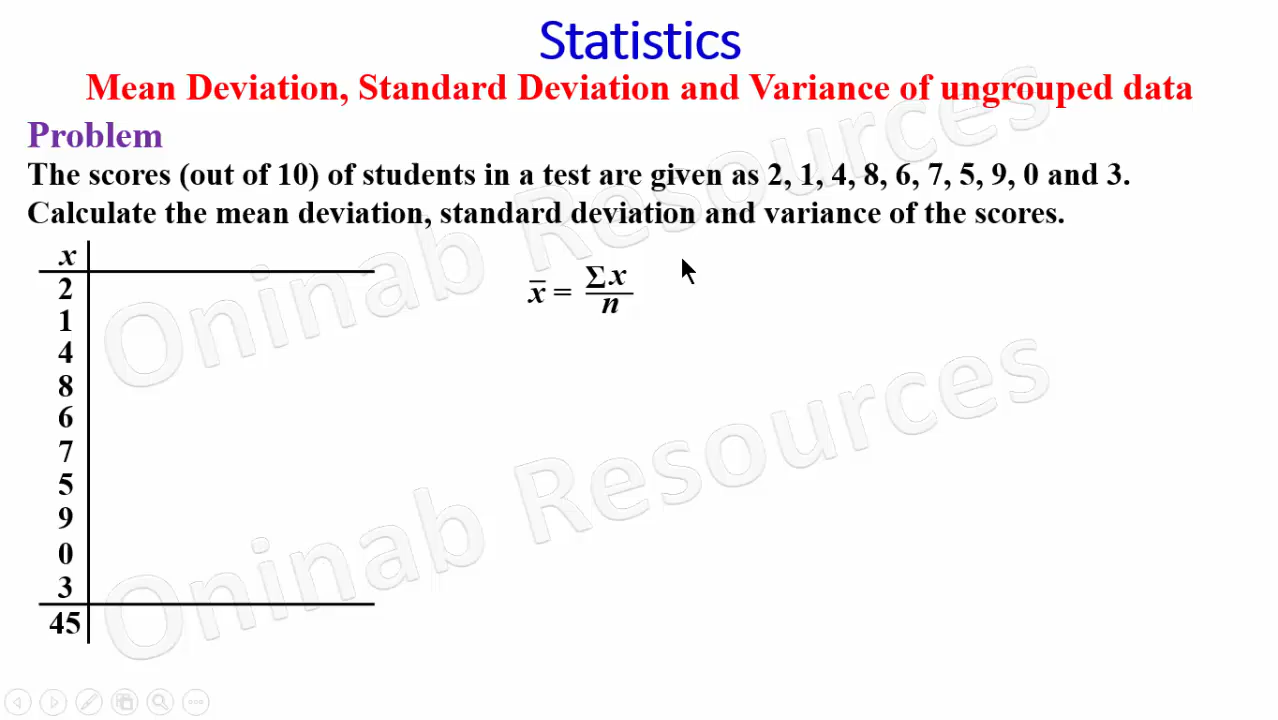 Statistics
Mean Deviation, Standard Deviation and Variance of ungrouped data
Problem
The scores (out of 10) of students in a test are given as 2, 1, 4, 8, 6, 7, 5, 9, 0 and 3.
Calculate the mean deviation, standard deviation and variance of the scores.
x
2
1
4
8
6
7
5
9
0
3
45
x̄ = Σx / n
Oninab Resources
Oninab Resources